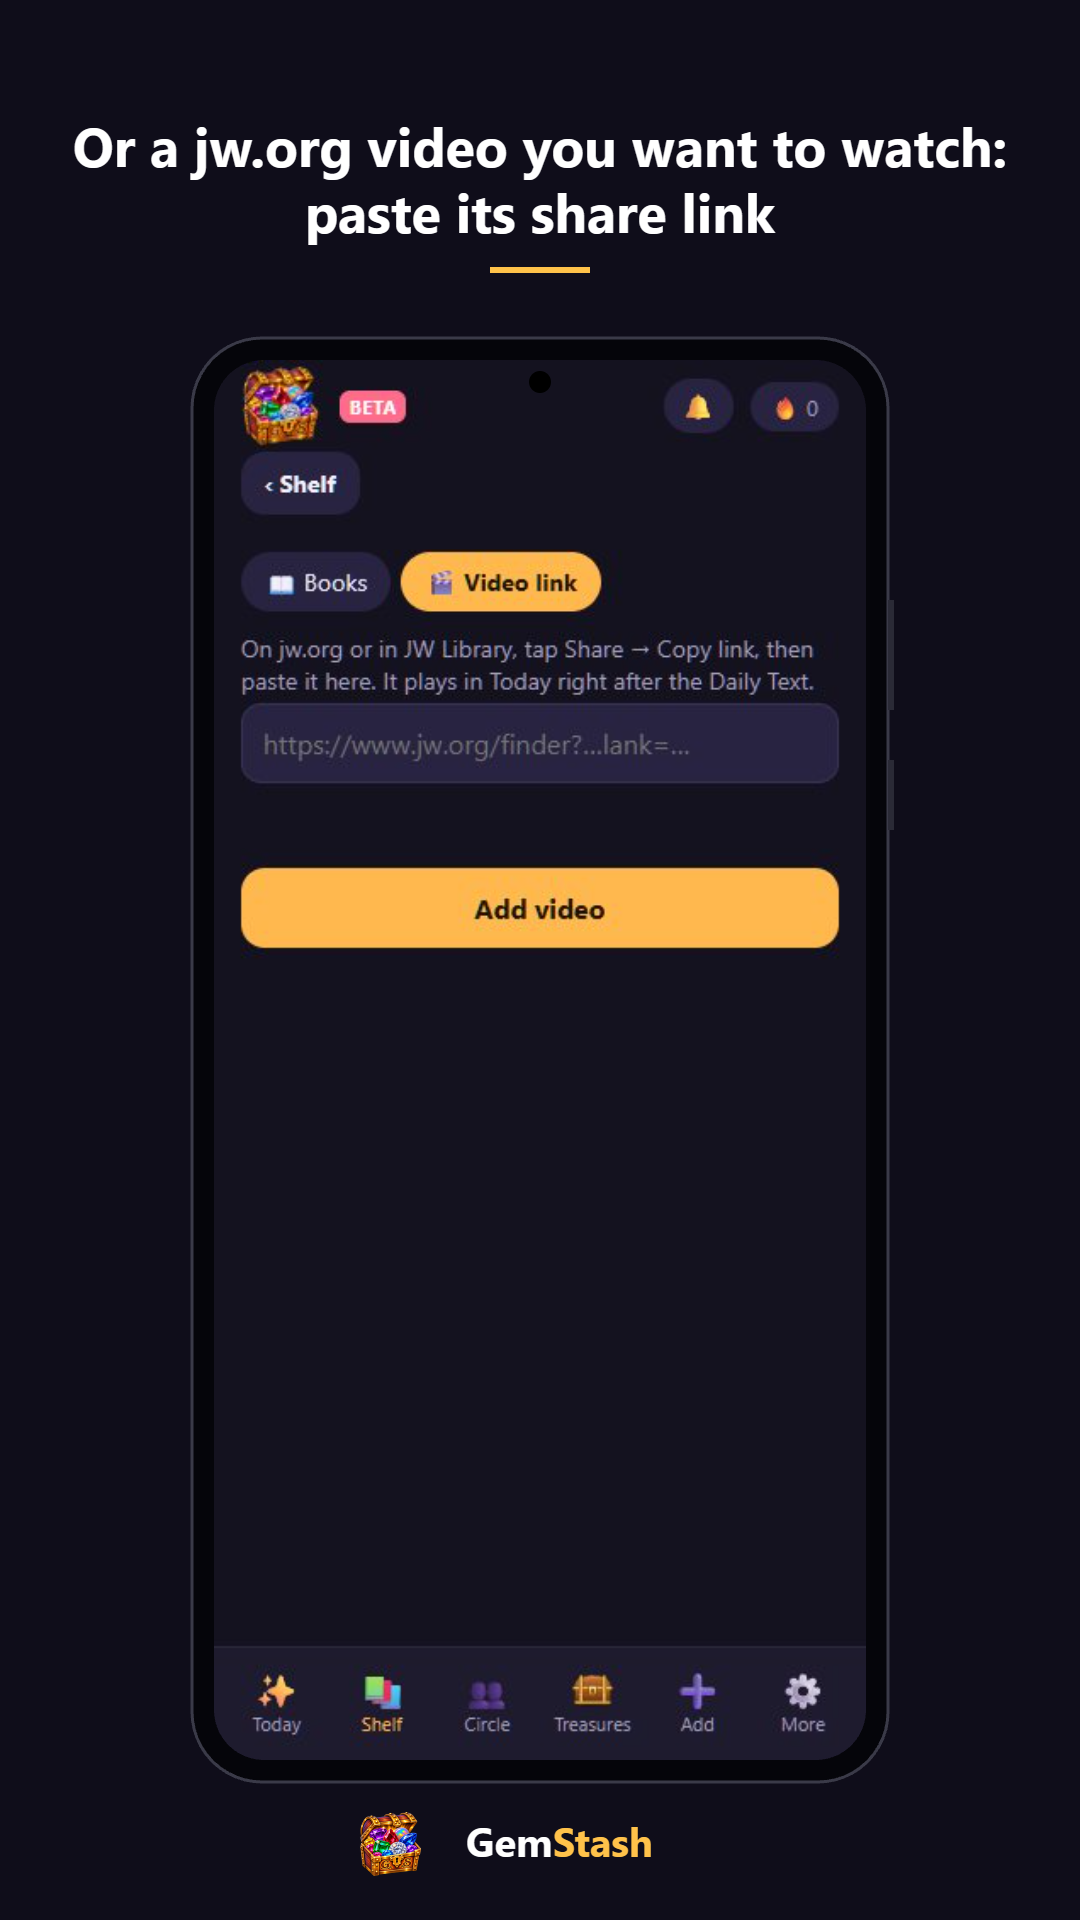 Or a jw.org video you want to watch:
paste its share link
BETA
0
‹ Shelf
Books
Video link
On jw.org or in JW Library, tap Share → Copy link, then
paste it here. It plays in Today right after the Daily Text.
https://www.jw.org/finder?...lank=...
Add video
Today
Shelf
Circle
Treasures
Add
More
GemStash